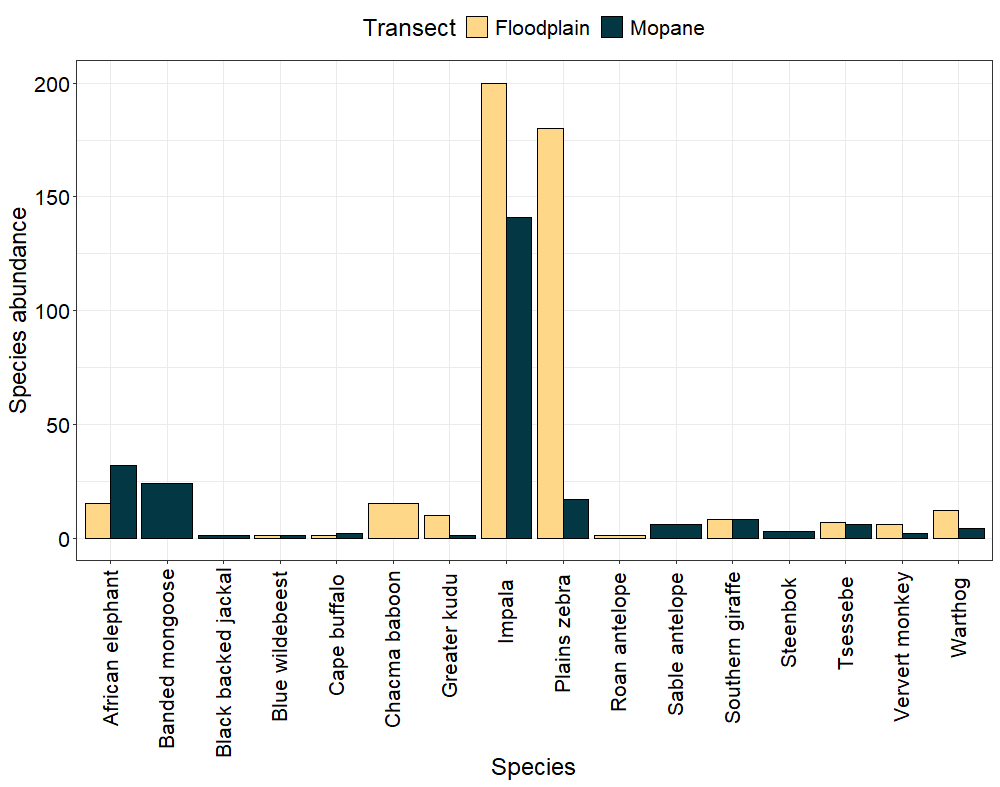 Transect Floodplain Mopane
Species abundance
200
150
100
50
0
African elephant
Banded mongoose
Black backed jackal
Blue wildebeest
Cape buffalo
Chacma baboon
Greater kudu
Impala
Plains zebra
Roan antelope
Sable antelope
Southern giraffe
Steenbok
Tsessebe
Ververt monkey
Warthog
Species